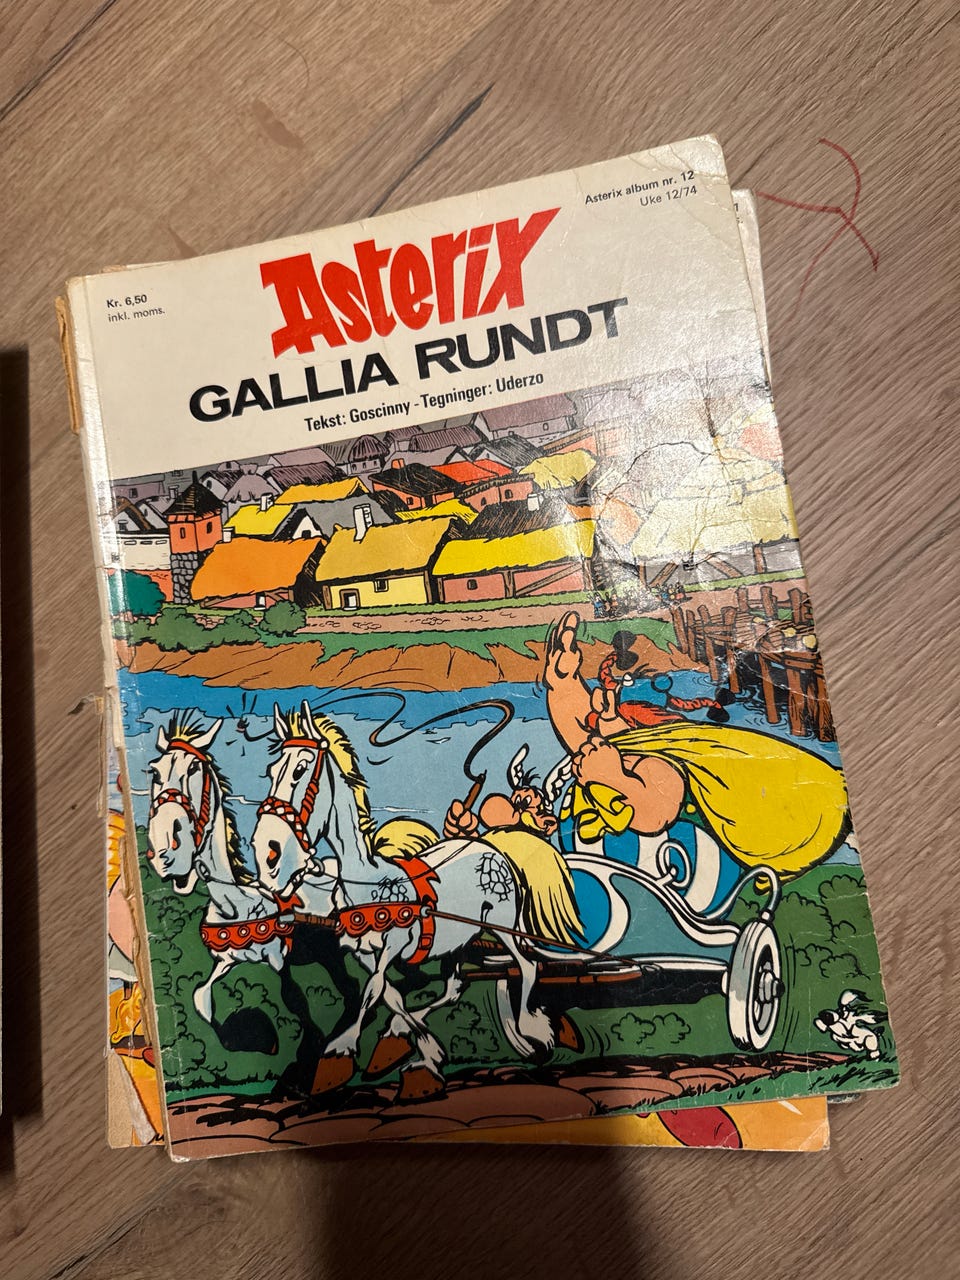 Asterix album nr. 12
Uke 12/74
Kr. 6,50
inkl. moms.
Asterix
GALLIA RUNDT
Tekst: Goscinny - Tegninger: Uderzo